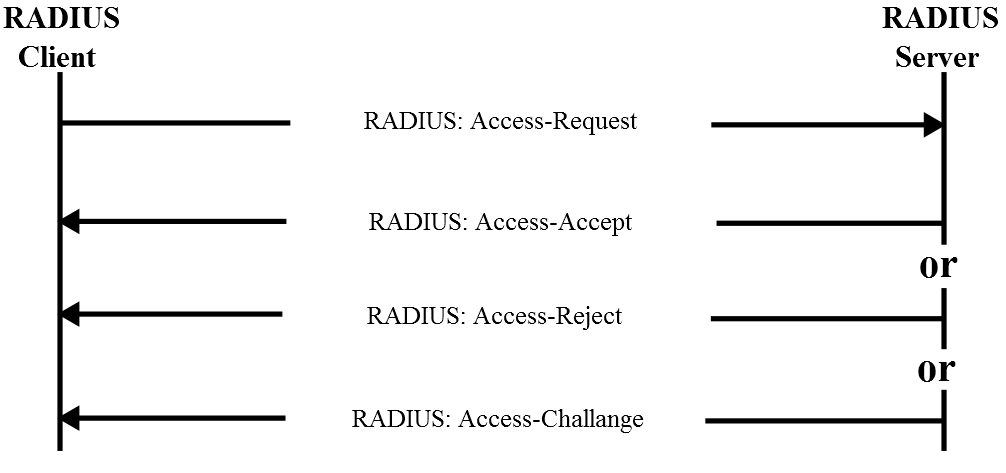 RADIUS
Client
RADIUS
Server
RADIUS: Access-Request
RADIUS: Access-Accept
or
RADIUS: Access-Reject
or
RADIUS: Access-Challange